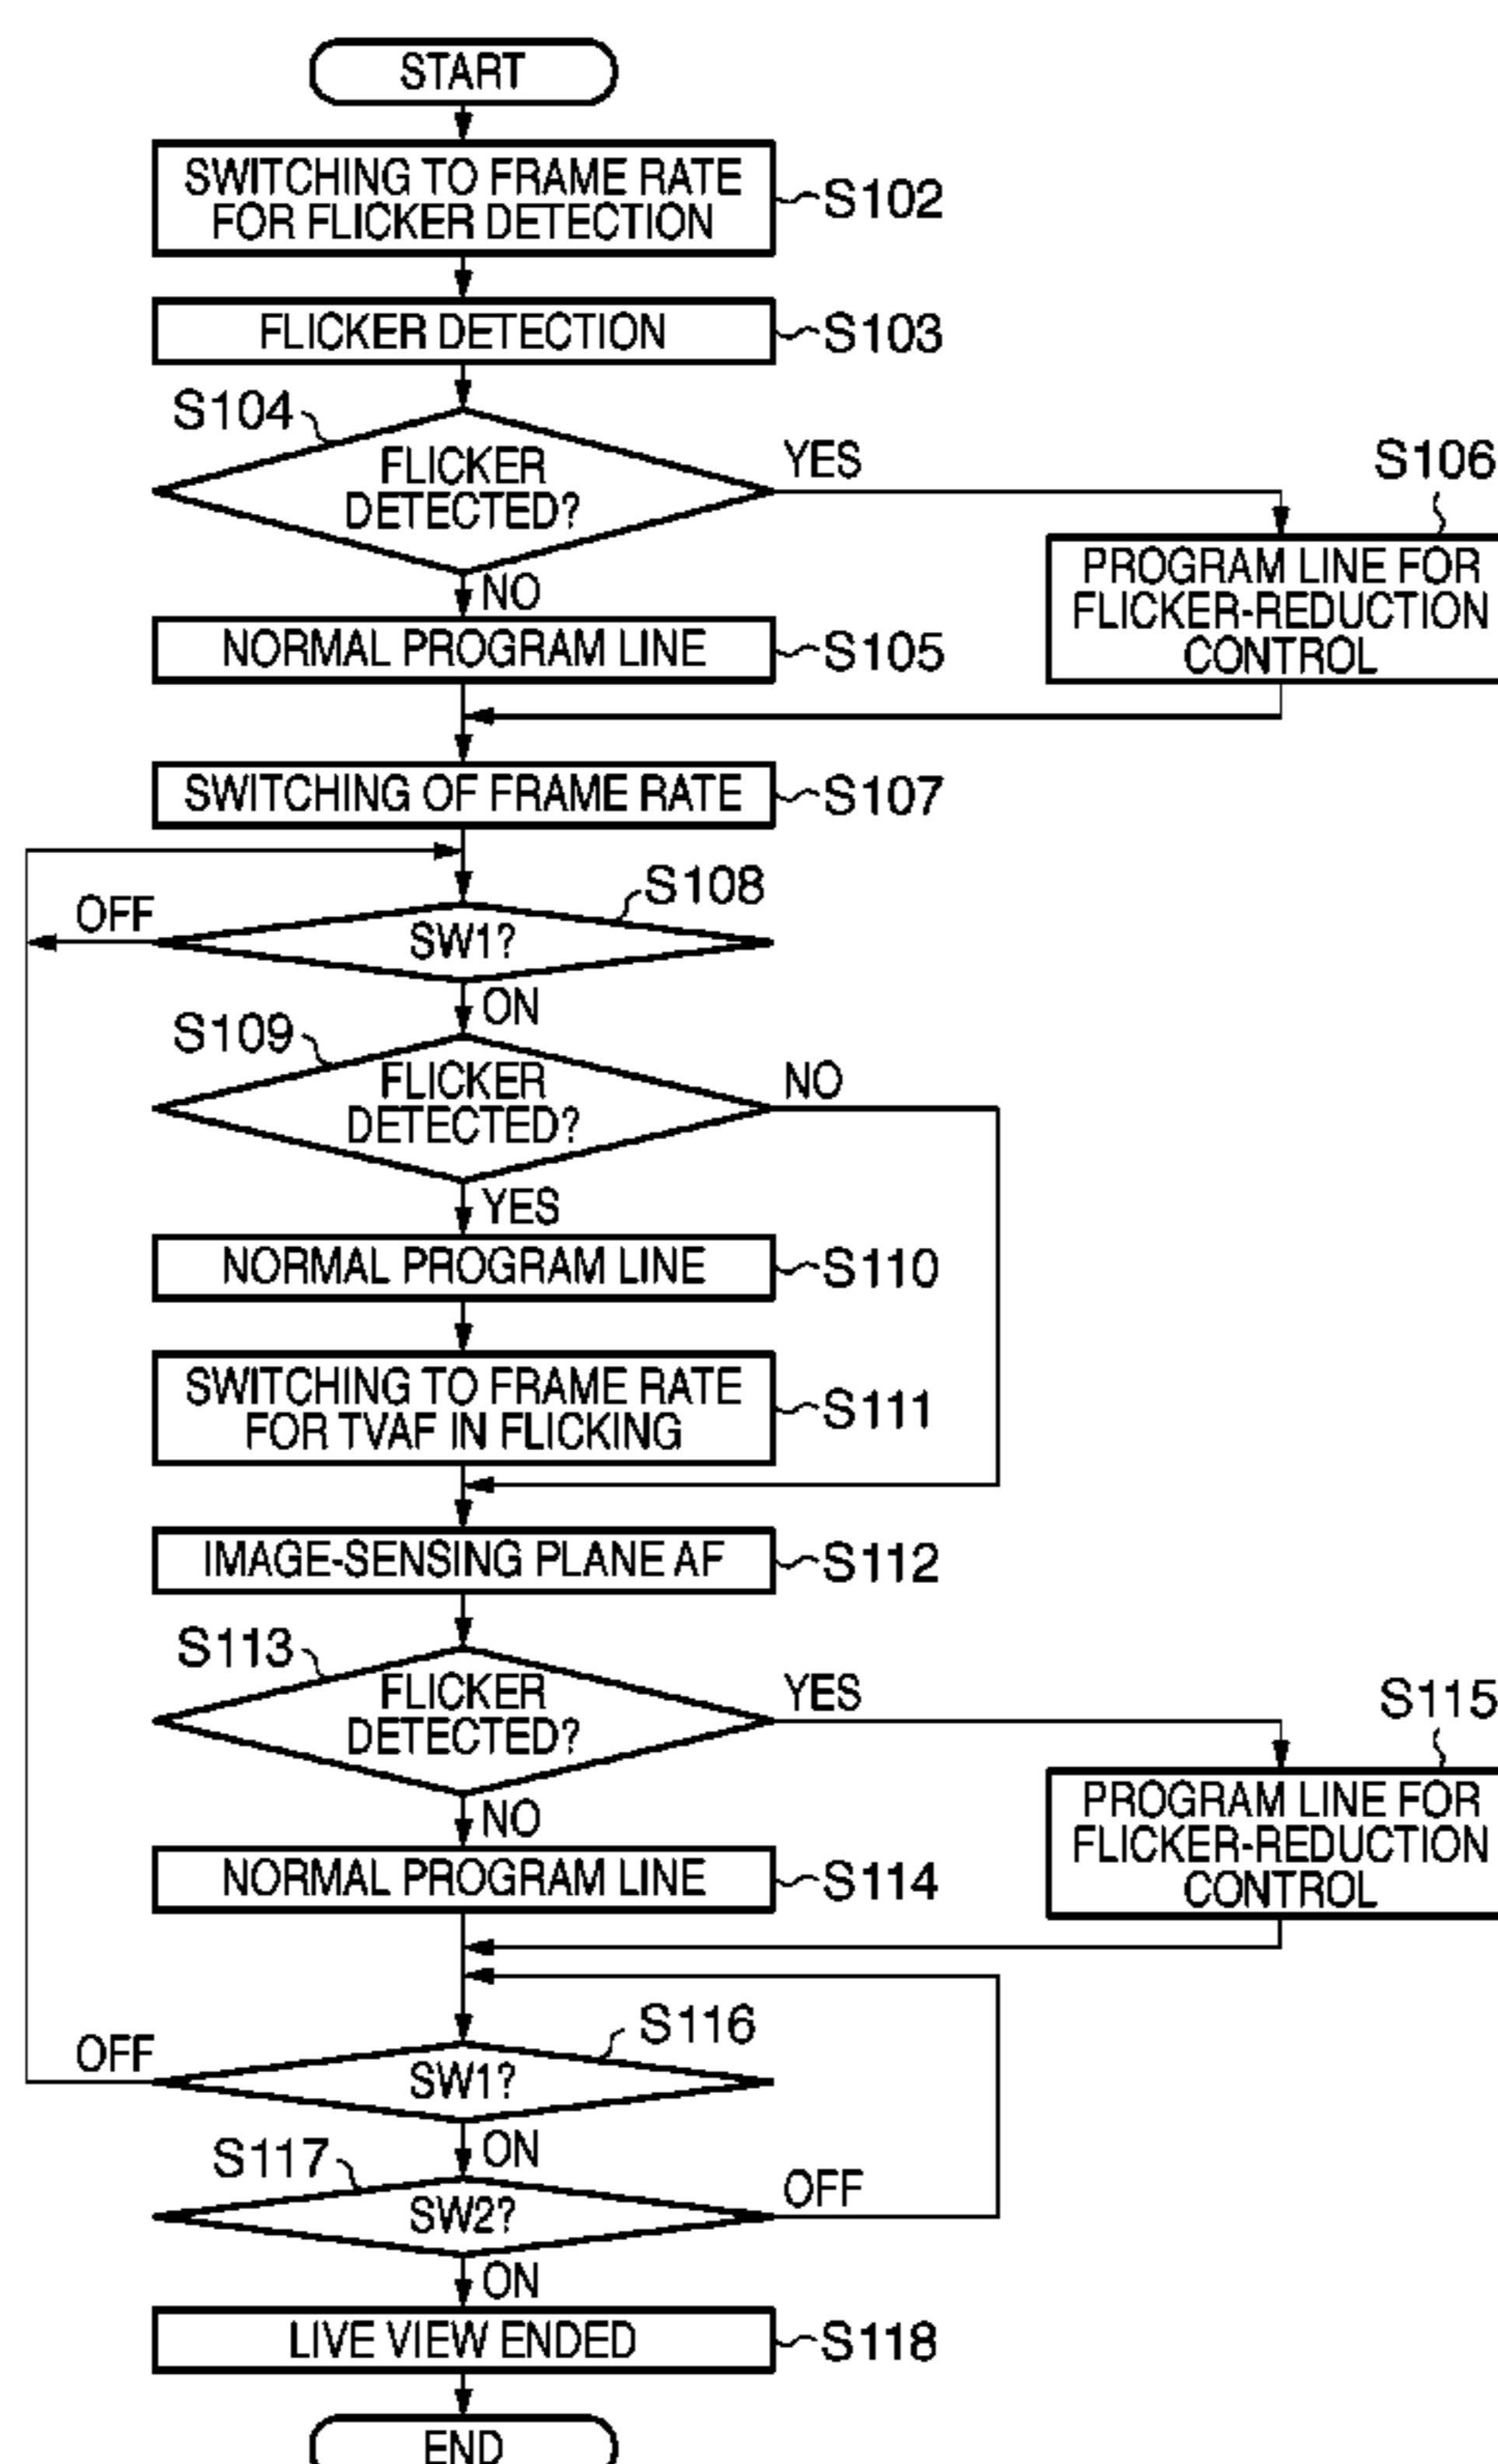 START
SWITCHING TO FRAME RATE
FOR FLICKER DETECTION
S102
FLICKER DETECTION
S103
S104
FLICKER
DETECTED?
YES
NO
S106
PROGRAM LINE FOR
FLICKER-REDUCTION
CONTROL
NORMAL PROGRAM LINE
S105
SWITCHING OF FRAME RATE
S107
S108
OFF
SW1?
ON
S109
FLICKER
DETECTED?
NO
YES
NORMAL PROGRAM LINE
S110
SWITCHING TO FRAME RATE
FOR TVAF IN FLICKING
S111
IMAGE-SENSING PLANE AF
S112
S113
FLICKER
DETECTED?
YES
NO
S115
PROGRAM LINE FOR
FLICKER-REDUCTION
CONTROL
NORMAL PROGRAM LINE
S114
S116
OFF
SW1?
ON
S117
SW2?
OFF
ON
LIVE VIEW ENDED
S118
END